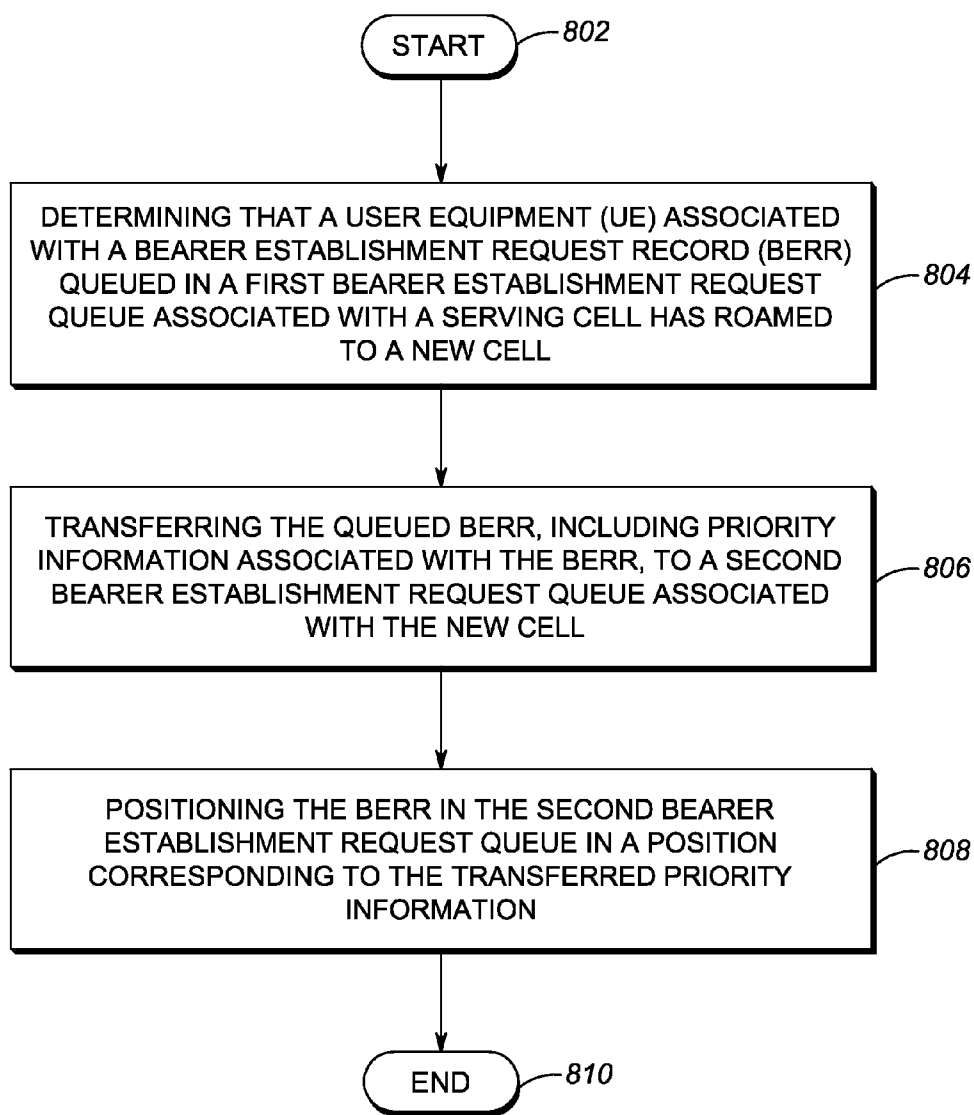 START
802
DETERMINING THAT A USER EQUIPMENT (UE) ASSOCIATED
WITH A BEARER ESTABLISHMENT REQUEST RECORD (BERR)
QUEUED IN A FIRST BEARER ESTABLISHMENT REQUEST
QUEUE ASSOCIATED WITH A SERVING CELL HAS ROAMED
TO A NEW CELL
804
TRANSFERRING THE QUEUED BERR, INCLUDING PRIORITY
INFORMATION ASSOCIATED WITH THE BERR, TO A SECOND
BEARER ESTABLISHMENT REQUEST QUEUE ASSOCIATED
WITH THE NEW CELL
806
POSITIONING THE BERR IN THE SECOND BEARER
ESTABLISHMENT REQUEST QUEUE IN A POSITION
CORRESPONDING TO THE TRANSFERRED PRIORITY
INFORMATION
808
END
810